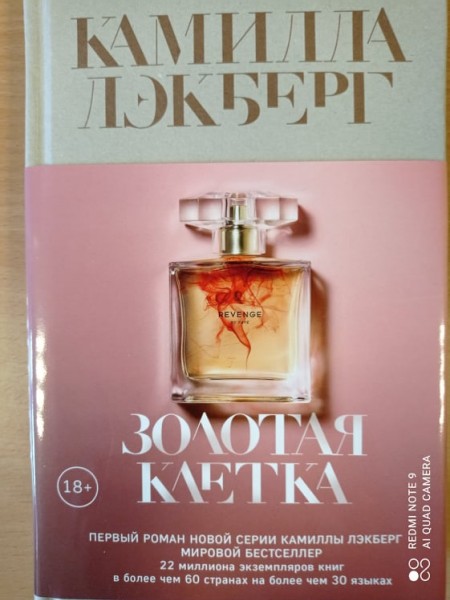 КАМИЛЛА
ЛЭКБЕРГ
REVENGE
ЗОЛОТАЯ
КЛЕТКА
18+
ПЕРВЫЙ РОМАН НОВОЙ СЕРИИ КАМИЛЛЫ ЛЭКБЕРГ
МИРОВОЙ БЕСТСЕЛЛЕР
22 миллиона экземпляров книг
в более чем 60 странах на более чем 30 языках
REDMI NOTE 9
AI QUAD CAMERA